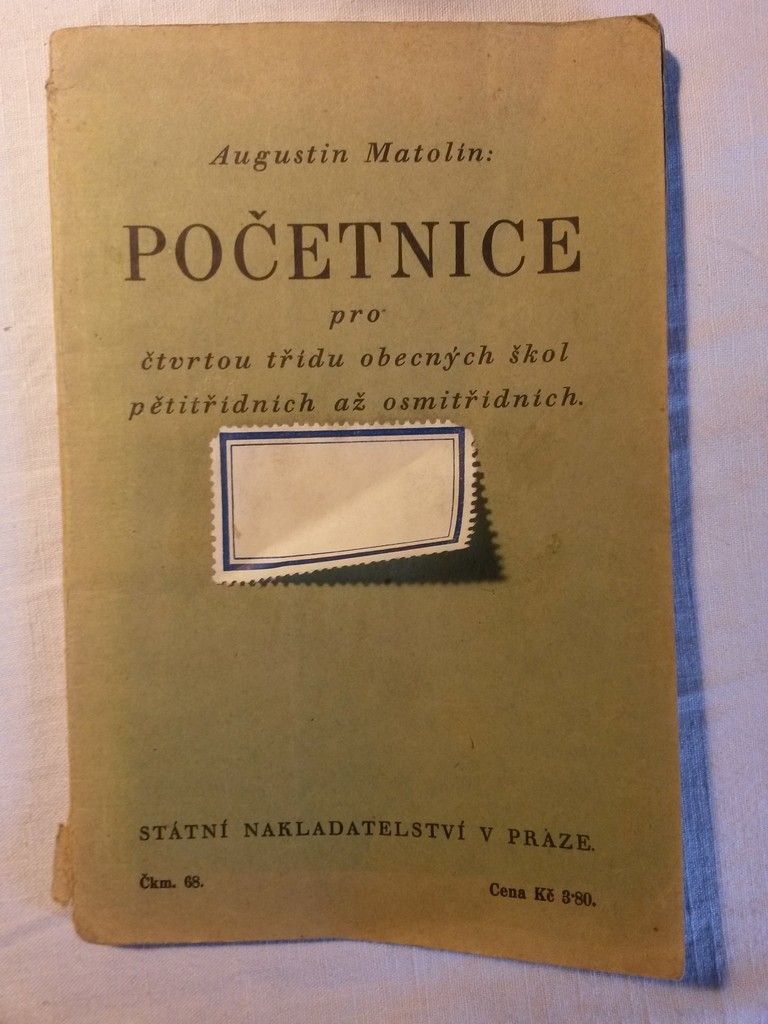 Augustin Matolín:
POČETNICE
pro
čtvrtou třídu obecných škol
pětitřídních až osmitřídních.
STÁTNÍ NAKLADATELSTVÍ V PRAZE.
Čkm. 68.
Cena Kč 3·80.